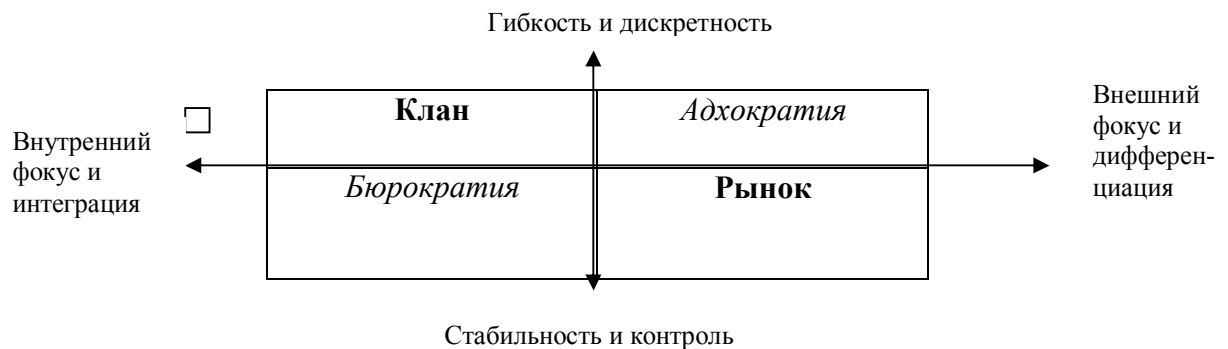 Гибкость и дискретность
Клан
Адхократия
Внешний
фокус и
дифферен-
циация
Внутренний
фокус и
интеграция
Бюрократия
Рынок
Стабильность и контроль